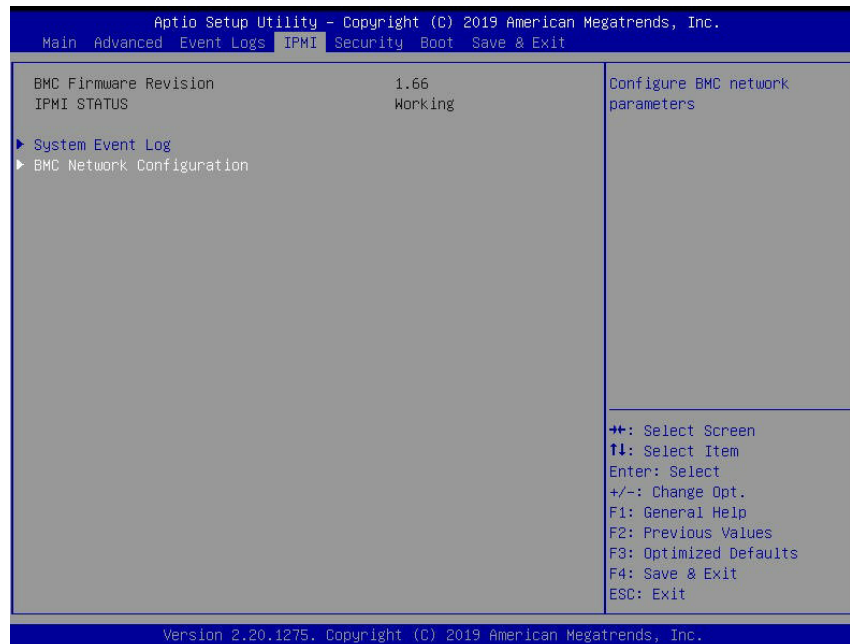 Aptio Setup Utility – Copyright (C) 2019 American Megatrends, Inc.
Main Advanced Event Logs IPMI Security Boot Save & Exit
BMC Firmware Revision 1.66
IPMI STATUS Working
▶ System Event Log
▶ BMC Network Configuration
Configure BMC network
parameters
→←: Select Screen
↑↓: Select Item
Enter: Select
+/-: Change Opt.
F1: General Help
F2: Previous Values
F3: Optimized Defaults
F4: Save & Exit
ESC: Exit
Version 2.20.1275. Copyright (C) 2019 American Megatrends, Inc.